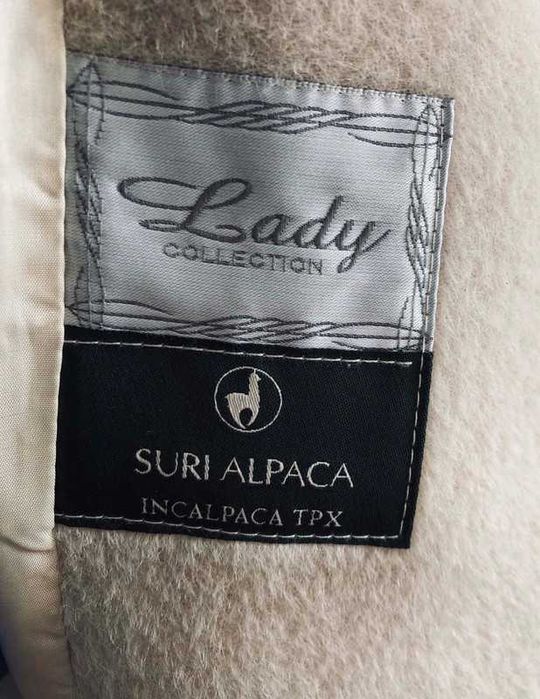 Lady
COLLECTION
SURI ALPACA
INCALPACA TPX